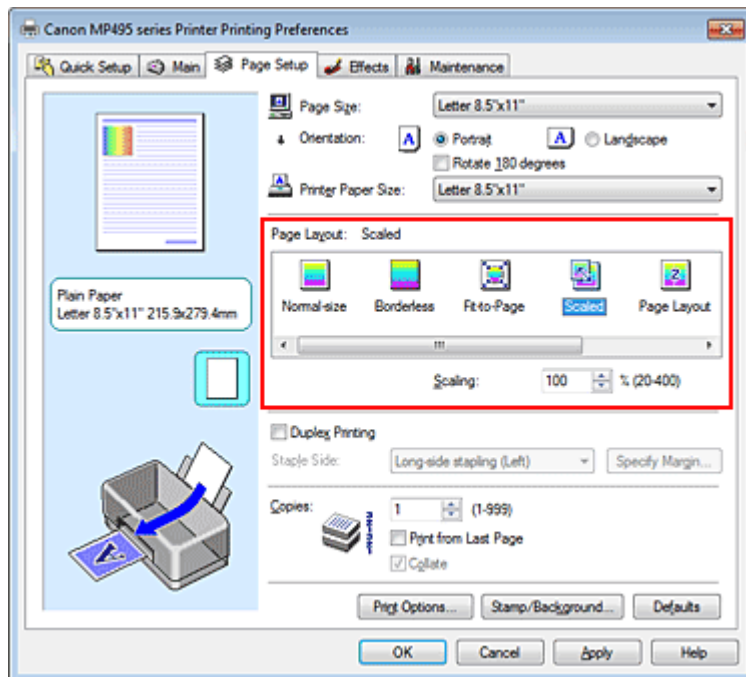 Canon MP495 series Printer Printing Preferences
Quick Setup Main Page Setup Effects Maintenance
Page Size: Letter 8.5"x11"
Orientation: A Portrait A Landscape
Rotate 180 degrees
Printer Paper Size: Letter 8.5"x11"
Page Layout: Scaled
Normal-size Borderless Fit-to-Page Scaled Page Layout
Scaling: 100 % (20-400)
Plain Paper
Letter 8.5"x11" 215.9x279.4mm
Duplex Printing
Staple Side: Long-side stapling (Left) Specify Margin...
Copies: 1 (1-999)
Print from Last Page
Collate
Print Options... Stamp/Background... Defaults
OK Cancel Apply Help